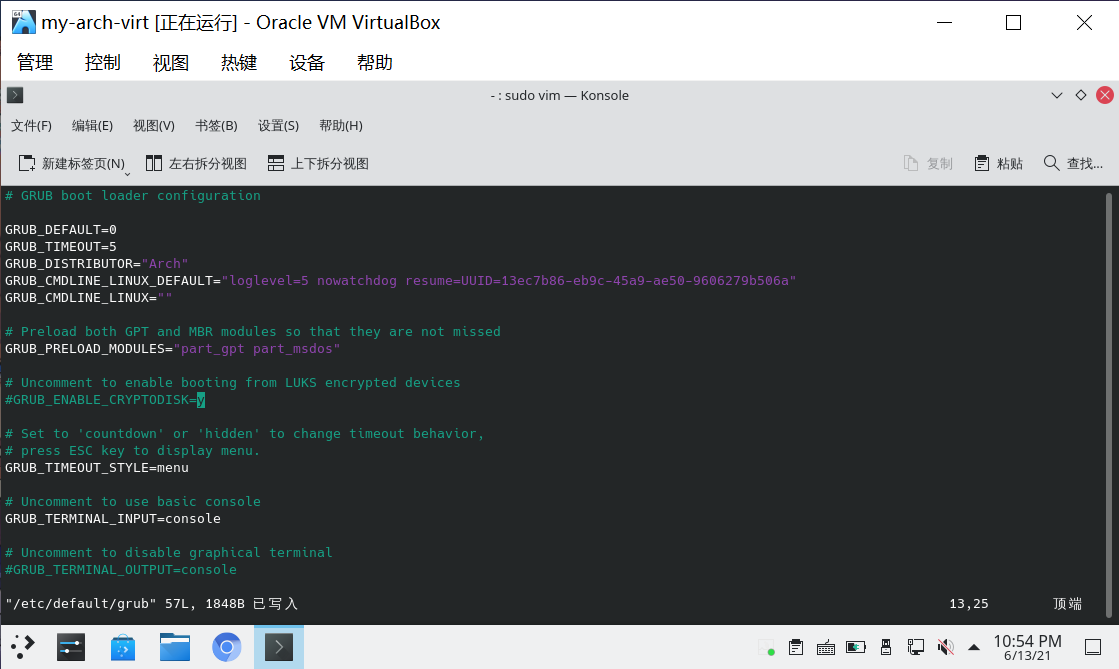 my-arch-virt [正在运行] - Oracle VM VirtualBox
管理 控制 视图 热键 设备 帮助
- : sudo vim — Konsole
文件(F) 编辑(E) 视图(V) 书签(B) 设置(S) 帮助(H)
新建标签页(N) 左右拆分视图 上下拆分视图 复制 粘贴 查找...
# GRUB boot loader configuration
GRUB_DEFAULT=0
GRUB_TIMEOUT=5
GRUB_DISTRIBUTOR="Arch"
GRUB_CMDLINE_LINUX_DEFAULT="loglevel=5 nowatchdog resume=UUID=13ec7b86-eb9c-45a9-ae50-9606279b506a"
GRUB_CMDLINE_LINUX=""
# Preload both GPT and MBR modules so that they are not missed
GRUB_PRELOAD_MODULES="part_gpt part_msdos"
# Uncomment to enable booting from LUKS encrypted devices
#GRUB_ENABLE_CRYPTODISK=y
# Set to 'countdown' or 'hidden' to change timeout behavior,
# press ESC key to display menu.
GRUB_TIMEOUT_STYLE=menu
# Uncomment to use basic console
GRUB_TERMINAL_INPUT=console
# Uncomment to disable graphical terminal
#GRUB_TERMINAL_OUTPUT=console
"/etc/default/grub" 57L, 1848B 已写入 13,25 顶端
10:54 PM
6/13/21